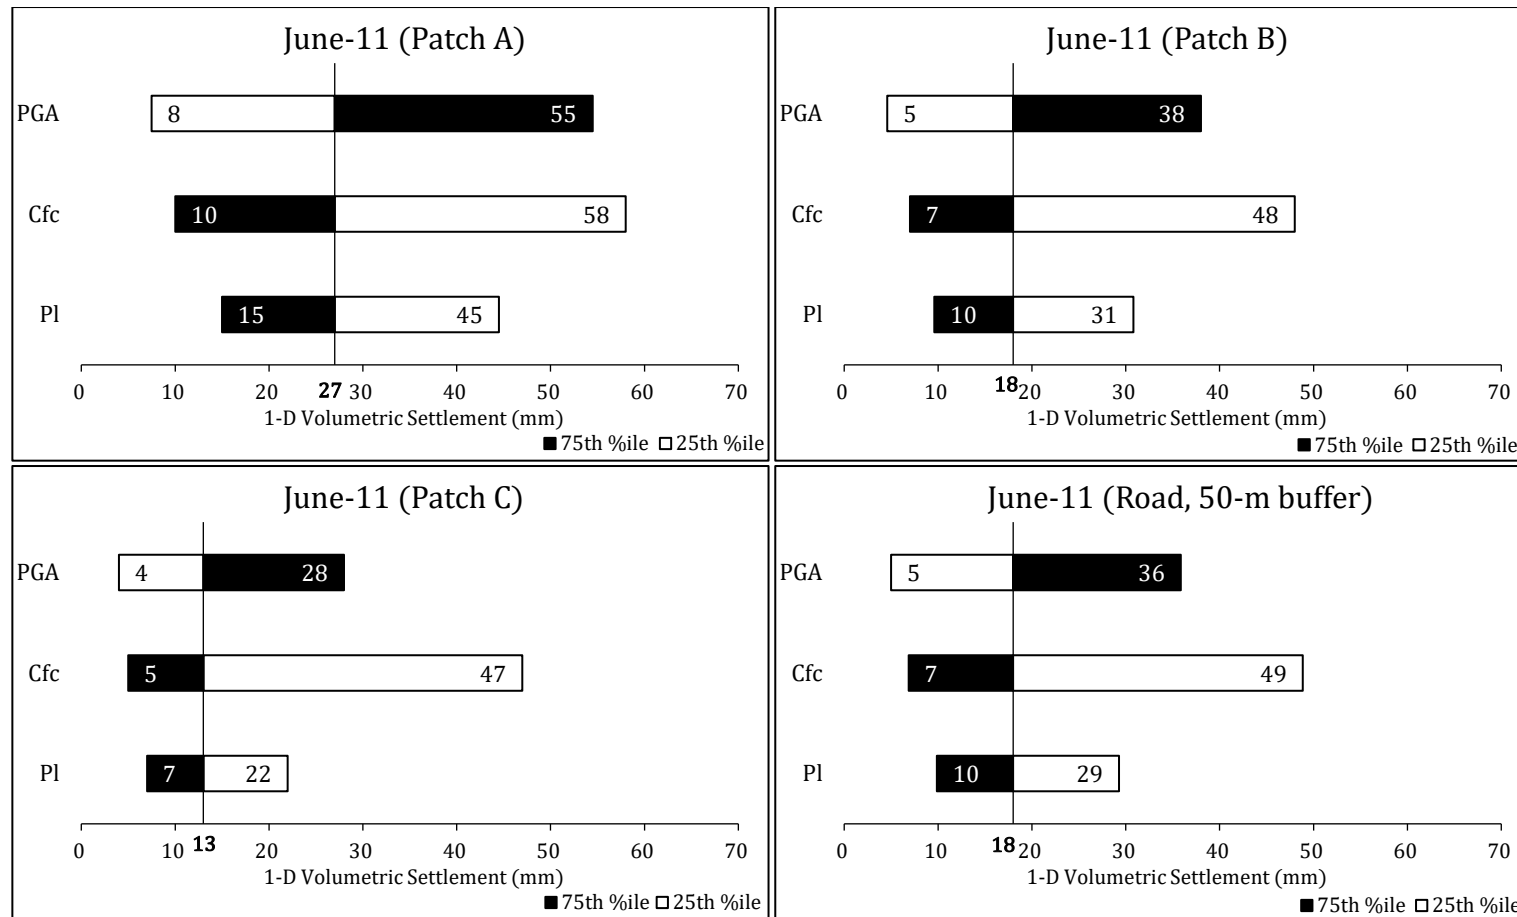 June-11 (Patch A)
PGA 8 55
Cfc 10 58
Pl 15 45
0 10 20 27 30 40 50 60 70
1-D Volumetric Settlement (mm)
75th %ile 25th %ile
June-11 (Patch B)
PGA 5 38
Cfc 7 48
Pl 10 31
0 10 18 20 30 40 50 60 70
1-D Volumetric Settlement (mm)
75th %ile 25th %ile
June-11 (Patch C)
PGA 4 28
Cfc 5 47
Pl 7 22
0 10 13 20 30 40 50 60 70
1-D Volumetric Settlement (mm)
75th %ile 25th %ile
June-11 (Road, 50-m buffer)
PGA 5 36
Cfc 7 49
Pl 10 29
0 10 18 20 30 40 50 60 70
1-D Volumetric Settlement (mm)
75th %ile 25th %ile